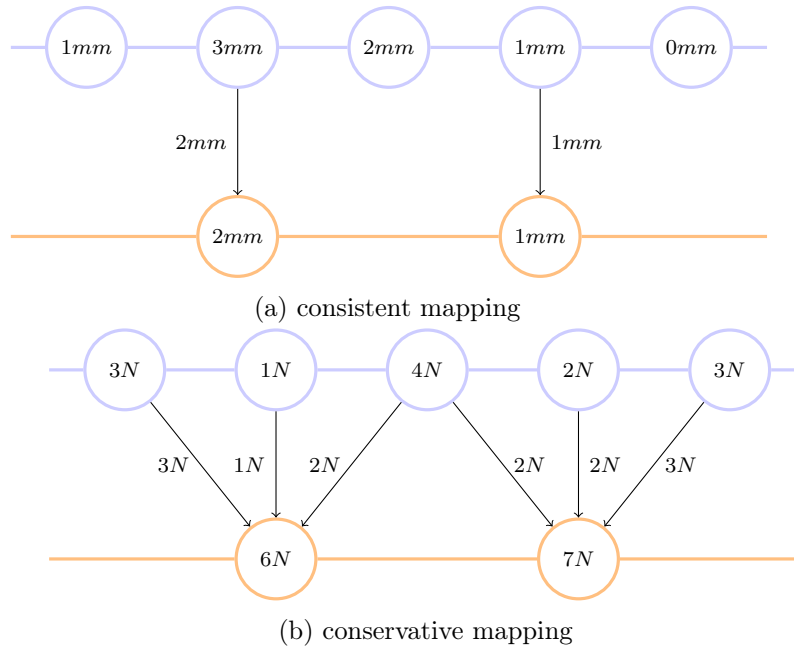 1mm 3mm 2mm 1mm 0mm
2mm 1mm
2mm 1mm
(a) consistent mapping
3N 1N 4N 2N 3N
3N 1N 2N 2N 2N 3N
6N 7N
(b) conservative mapping